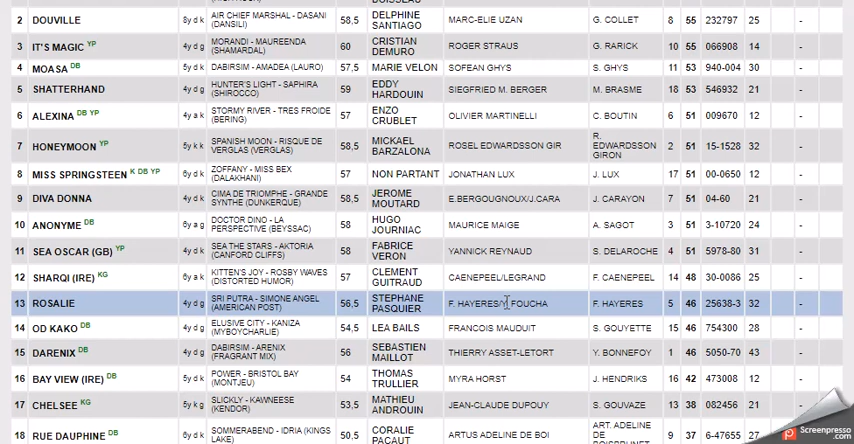 2 DOUVILLE 8y d k AIR CHIEF MARSHAL - DASANI (DANSILI) 58,5 DELPHINE SANTIAGO MARC-ELIE UZAN G. COLLET 8 55 232797 25 -
3 IT'S MAGIC YP 4y d g MORANDI - MAUREENDA (SHAMARDAL) 60 CRISTIAN DEMURO ROGER STRAUS G. RARICK 10 55 066908 14 -
4 MOASA DB 5y d k DABIRSIM - AMADEA (LAURO) 57,5 MARIE VELON SOFEAN GHYS S. GHYS 11 53 940-004 30 -
5 SHATTERHAND 4y d g HUNTER'S LIGHT - SAPHIRA (SHIROCCO) 59 EDDY HARDOUIN SIEGFRIED M. BERGER M. BRASME 18 53 546932 21 -
6 ALEXINA DB YP 4y a k STORMY RIVER - TRES FROIDE (BERING) 57 ENZO CRUBLET OLIVIER MARTINELLI C. BOUTIN 6 51 009670 12 -
7 HONEYMOON YP 5y k k SPANISH MOON - RISQUE DE VERGLAS (VERGLAS) 58,5 MICKAEL BARZALONA ROSEL EDWARDSSON GIR R. EDWARDSSON GIRON 2 51 15-1528 32 -
8 MISS SPRINGSTEEN K DB YP 6y d k ZOFFANY - MISS BEX (DALAKHANI) 57 NON PARTANT JONATHAN LUX J. LUX 17 51 00-0650 12 -
9 DIVA DONNA 4y d k CIMA DE TRIOMPHE - GRANDE SYNTHE (DUNKERQUE) 58,5 JEROME MOUTARD E.BERGOUGNOUX/J.CARA J. CARAYON 7 51 04-60 21 -
10 ANONYME DB 6y a g DOCTOR DINO - LA PERSPECTIVE (BEYSSAC) 58 HUGO JOURNIAC MAURICE MAIGE A. SAGOT 3 51 3-10720 24 -
11 SEA OSCAR (GB) YP 4y d k SEA THE STARS - AKTORIA (CANFORD CLIFFS) 58 FABRICE VERON YANNICK REYNAUD S. DELAROCHE 4 51 5978-80 31 -
12 SHARQI (IRE) KG 6y a k KITTEN'S JOY - ROSBY WAVES (DISTORTED HUMOR) 57 CLEMENT GUITRAUD CAENEPEEL/LEGRAND F. CAENEPEEL 14 48 30-0086 25 -
13 ROSALIE 4y d g SRI PUTRA - SIMONE ANGEL (AMERICAN POST) 56,5 STEPHANE PASQUIER F. HAYERES/ FOUCHA F. HAYERES 5 46 25638-3 32 -
14 OD KAKO DB 4y d g ELUSIVE CITY - KANIZA (MYBOYCHARLIE) 54,5 LEA BAILS FRANCOIS MAUDUIT S. GOUYETTE 15 46 754300 28 -
15 DARENIX DB 4y d g DABIRSIM - ARENIX (FRAGRANT MIX) 56 SEBASTIEN MAILLOT THIERRY ASSET-LETORT Y. BONNEFOY 1 46 5050-70 43 -
16 BAY VIEW (IRE) DB 5y d k POWER - BRISTOL BAY (MONTJEU) 54 THOMAS TRULLIER MYRA HORST J. HENDRIKS 16 42 473008 12 -
17 CHELSEE KG 5y k g SLICKLY - KAWNEESE (KENDOR) 53,5 MATHIEU ANDROUIN JEAN-CLAUDE DUPOUY S. GOUVAZE 13 38 082456 21 -
18 RUE DAUPHINE DB 6y d k SOMMERABEND - IDRIA (KINGS LAKE) 50,5 CORALIE PACAUT ARTUS ADELINE DE BOI ART. ADELINE DE 9 37 6-47655 27
Screenpresso
.com